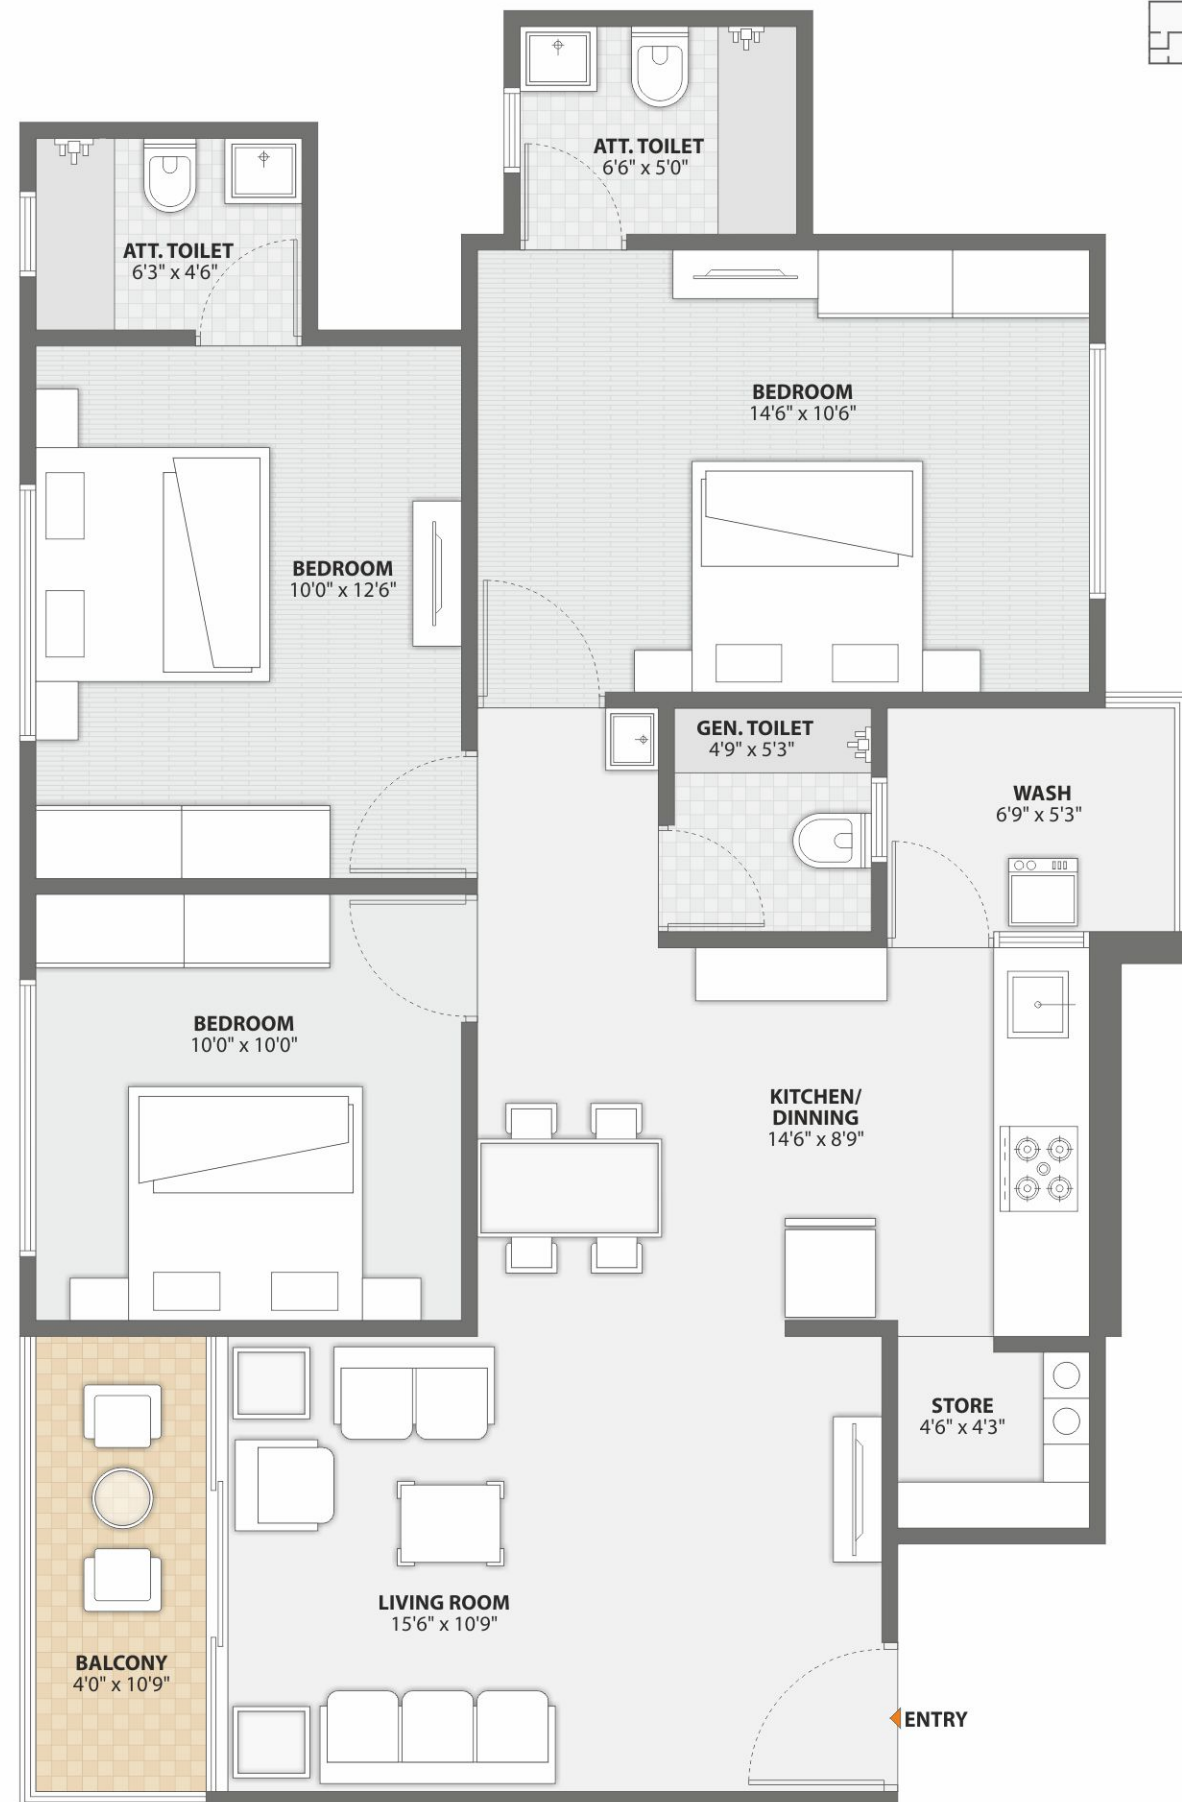 ATT. TOILET
6'6" x 5'0"
ATT. TOILET
6'3" x 4'6"
BEDROOM
14'6" x 10'6"
BEDROOM
10'0" x 12'6"
GEN. TOILET
4'9" x 5'3"
WASH
6'9" x 5'3"
BEDROOM
10'0" x 10'0"
KITCHEN/
DINNING
14'6" x 8'9"
STORE
4'6" x 4'3"
LIVING ROOM
15'6" x 10'9"
BALCONY
4'0" x 10'9"
ENTRY